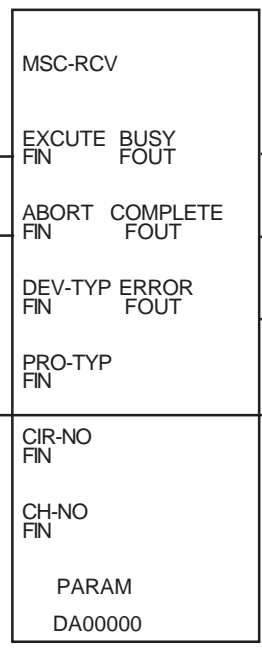 MSC-RCV
EXCUTE BUSY
FIN FOUT
ABORT COMPLETE
FIN FOUT
DEV-TYP ERROR
FIN FOUT
PRO-TYP
FIN
CIR-NO
FIN
CH-NO
FIN
PARAM
DA00000